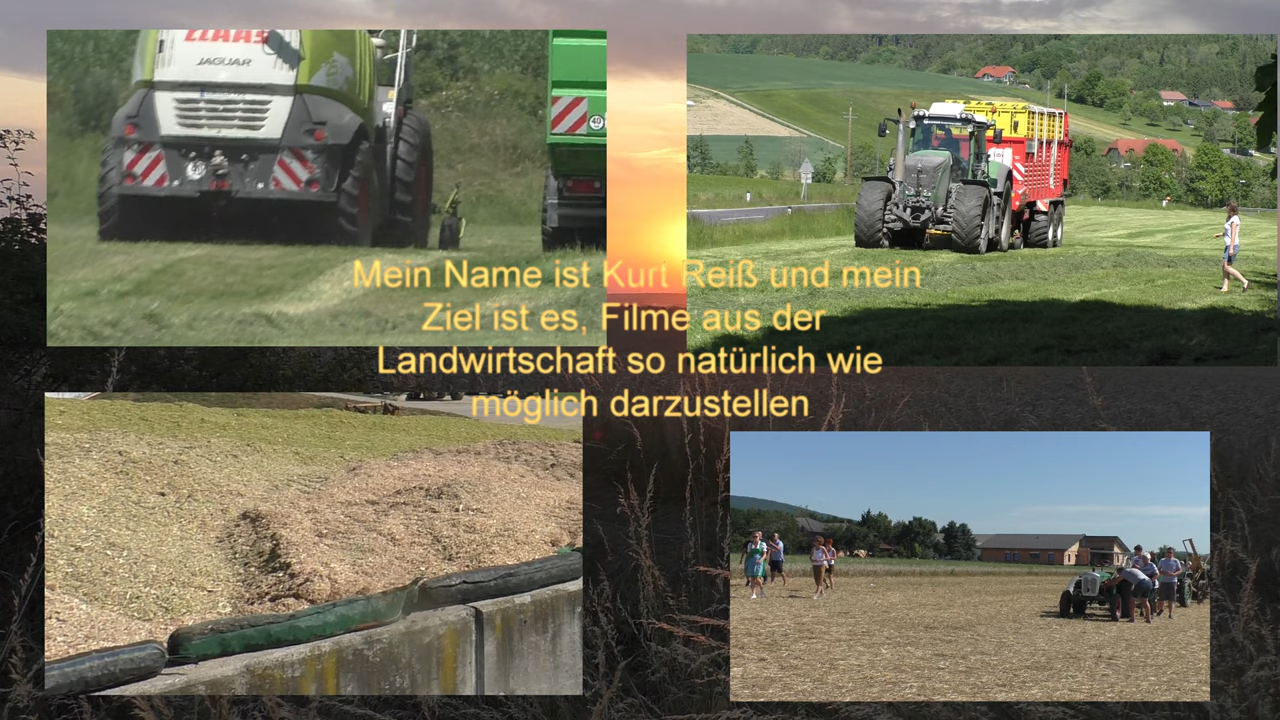 CLAAS
JAGUAR
40
Mein Name ist Kurt Reiß und mein
Ziel ist es, Filme aus der
Landwirtschaft so natürlich wie
möglich darzustellen